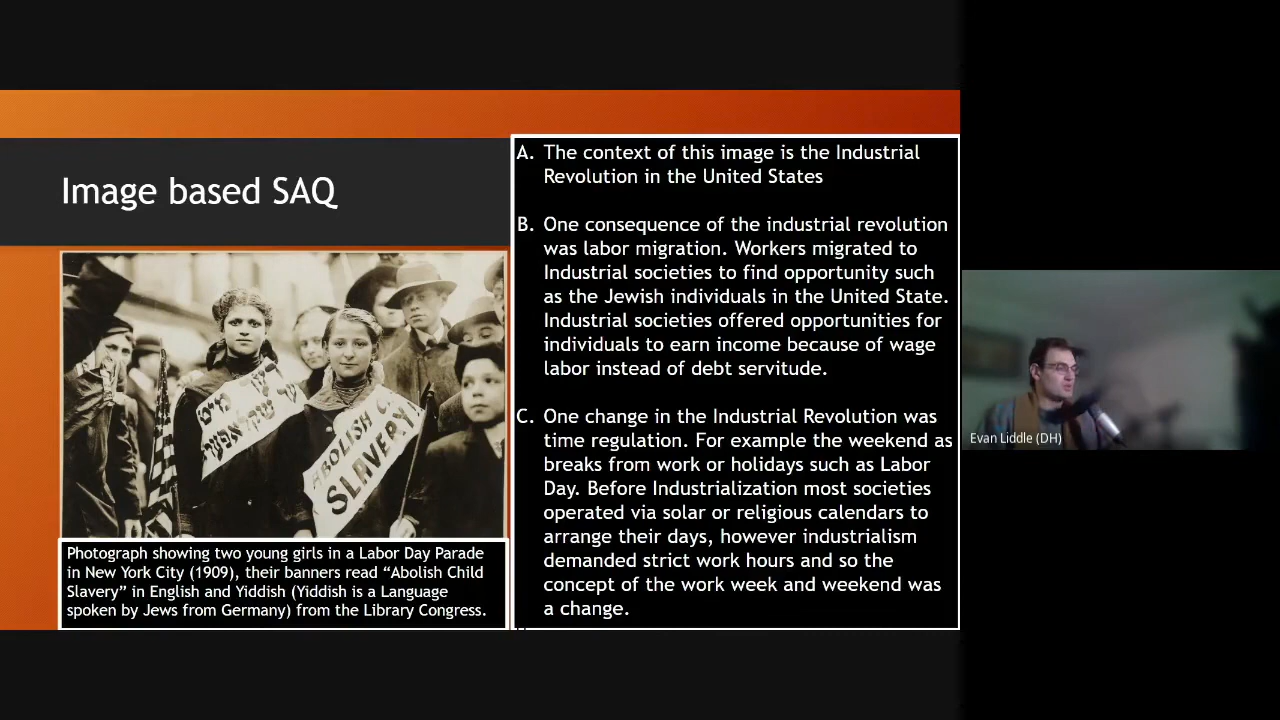 Image based SAQ
A. The context of this image is the Industrial
Revolution in the United States
B. One consequence of the industrial revolution
was labor migration. Workers migrated to
Industrial societies to find opportunity such
as the Jewish individuals in the United State.
Industrial societies offered opportunities for
individuals to earn income because of wage
labor instead of debt servitude.
C. One change in the Industrial Revolution was
time regulation. For example the weekend as
breaks from work or holidays such as Labor
Day. Before Industrialization most societies
operated via solar or religious calendars to
arrange their days, however industrialism
demanded strict work hours and so the
concept of the work week and weekend was
a change.
ABOLISH
SLAVERY
Photograph showing two young girls in a Labor Day Parade
in New York City (1909), their banners read “Abolish Child
Slavery” in English and Yiddish (Yiddish is a Language
spoken by Jews from Germany) from the Library Congress.
Evan Liddle (DH)